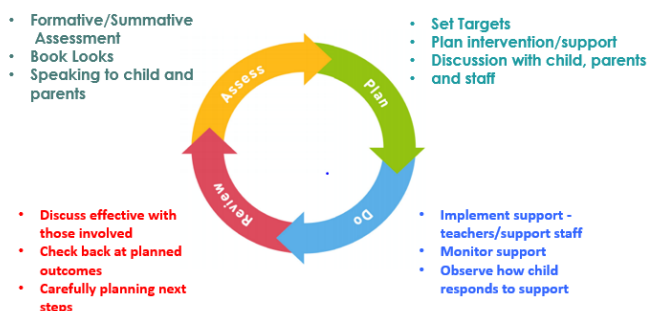 • Formative/Summative
Assessment
• Book Looks
• Speaking to child and
parents
• Set Targets
• Plan intervention/support
• Discussion with child, parents
• and staff
Assess
Plan
Do
Review
• Discuss effective with
those involved
• Check back at planned
outcomes
• Carefully planning next
steps
• Implement support -
teachers/support staff
• Monitor support
• Observe how child
responds to support